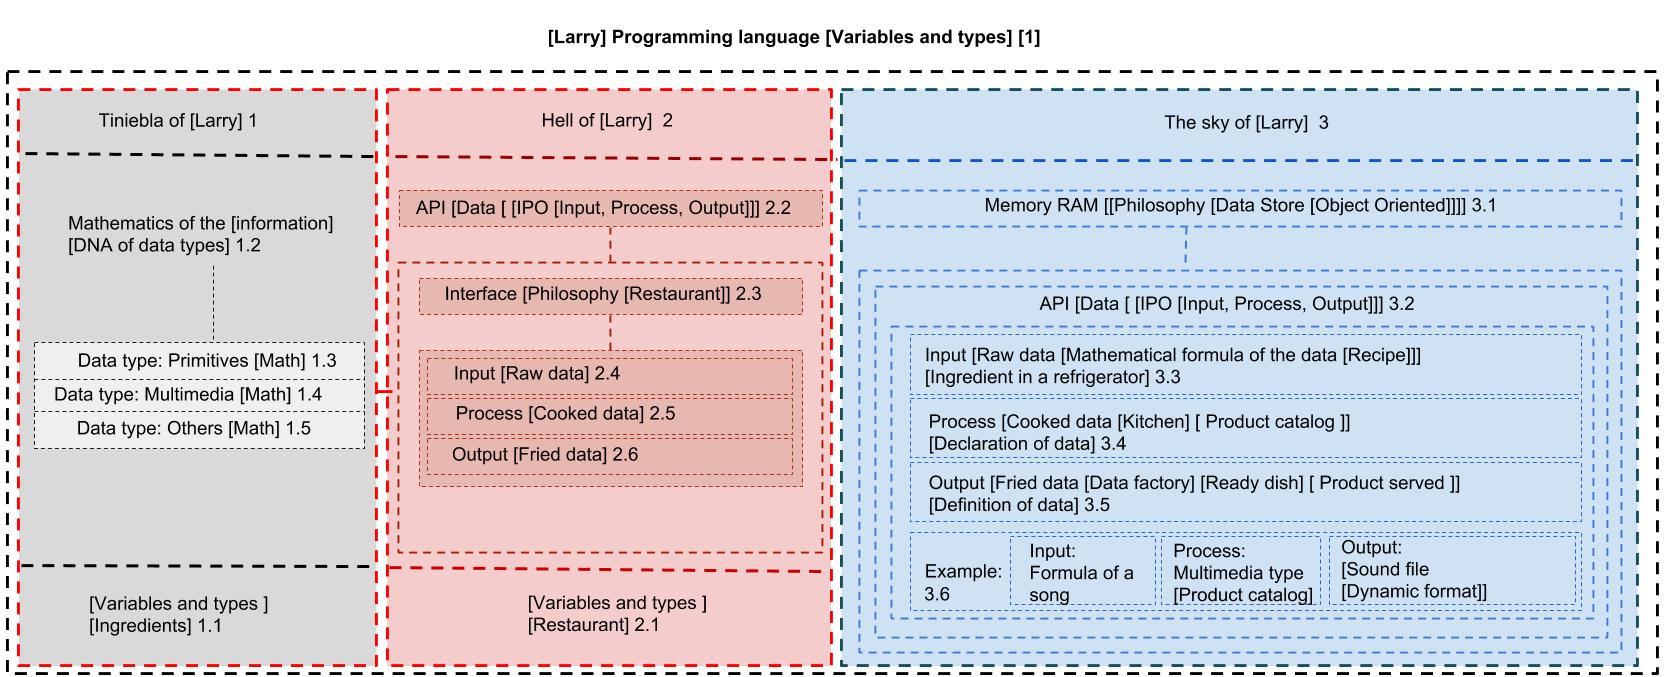 [Larry] Programming language [Variables and types] [1]
Tiniebla of [Larry] 1
Mathematics of the [information]
[DNA of data types] 1.2
Data type: Primitives [Math] 1.3
Data type: Multimedia [Math] 1.4
Data type: Others [Math] 1.5
[Variables and types ]
[Ingredients] 1.1
Hell of [Larry]  2
API [Data [ [IPO [Input, Process, Output]]] 2.2
Interface [Philosophy [Restaurant]] 2.3
Input [Raw data] 2.4
Process [Cooked data] 2.5
Output [Fried data] 2.6
[Variables and types ]
[Restaurant] 2.1
The sky of [Larry]  3
Memory RAM [[Philosophy [Data Store [Object Oriented]]]] 3.1
API [Data [ [IPO [Input, Process, Output]]] 3.2
Input [Raw data [Mathematical formula of the data [Recipe]]]
[Ingredient in a refrigerator] 3.3
Process [Cooked data [Kitchen] [ Product catalog ]]
[Declaration of data] 3.4
Output [Fried data [Data factory] [Ready dish] [ Product served ]]
[Definition of data] 3.5
Example:
3.6
Input:
Formula of a
song
Process:
Multimedia type
[Product catalog]
Output:
[Sound file
[Dynamic format]]